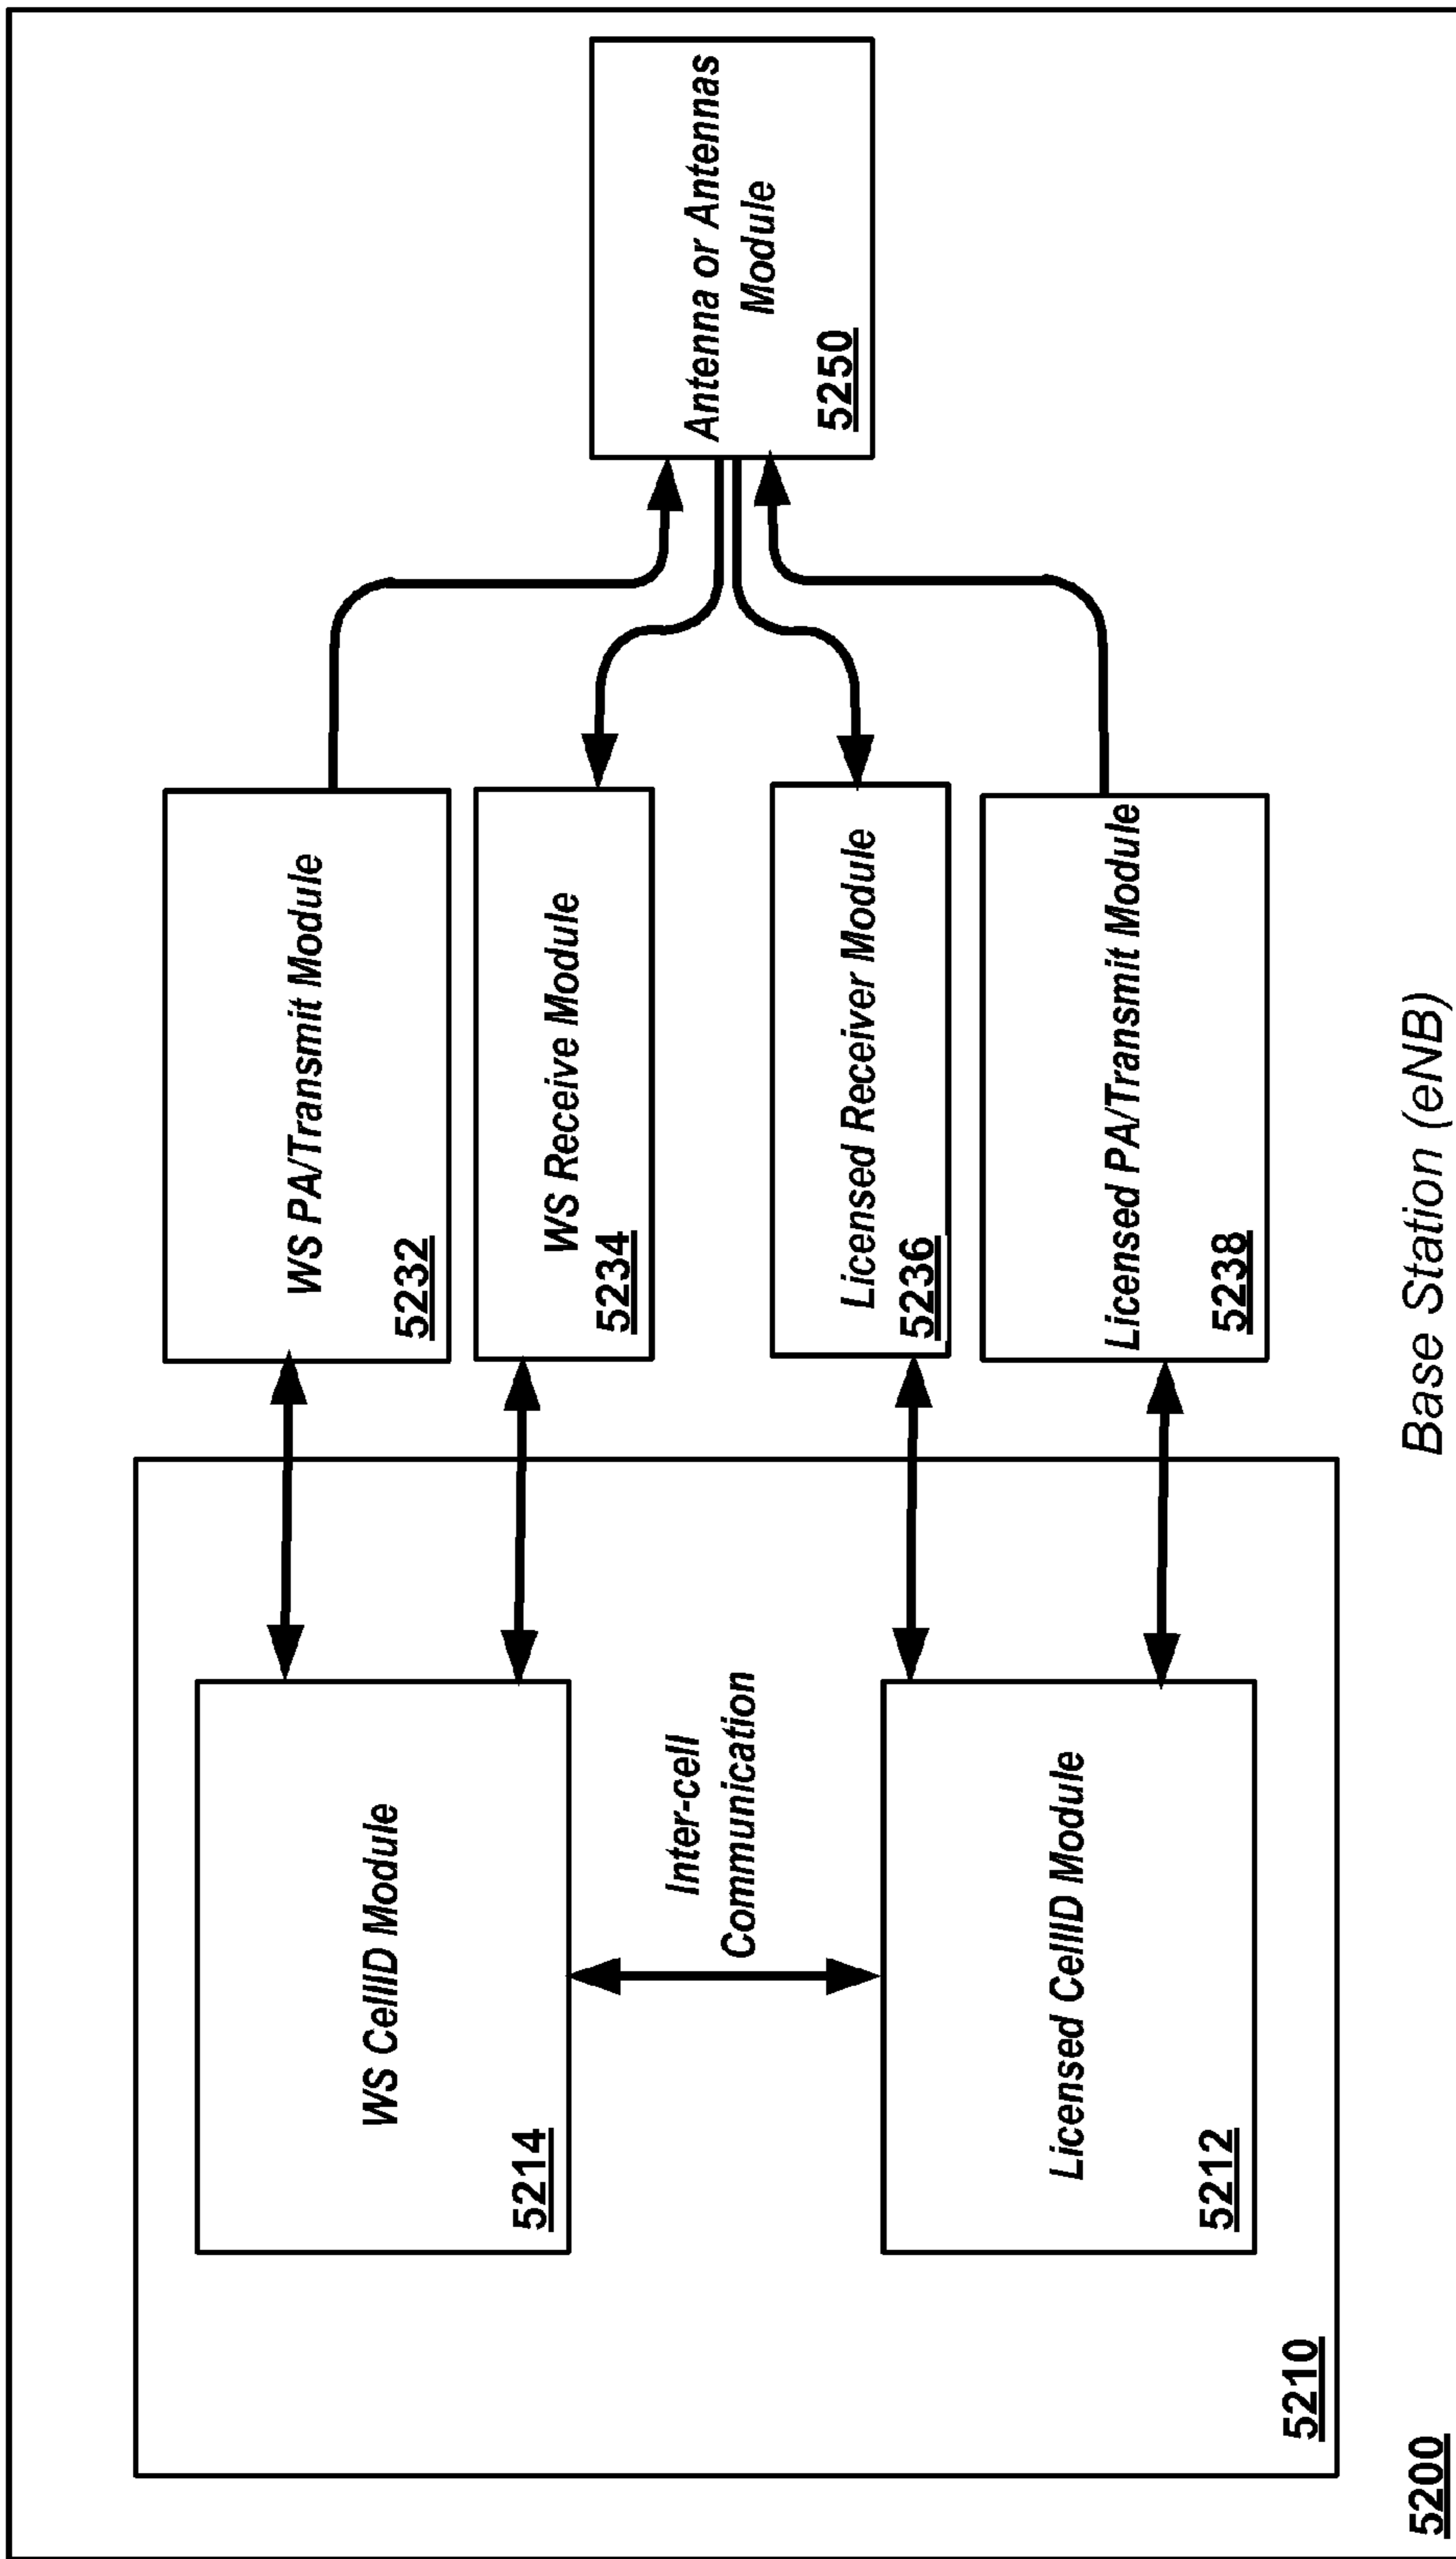 WS CellID Module
5214
Inter-cell
Communication
Licensed CellID Module
5212
5210
WS PA/Transmit Module
5232
WS Receive Module
5234
Licensed Receiver Module
5236
Licensed PA/Transmit Module
5238
Antenna or Antennas
Module
5250
Base Station (eNB)
5200